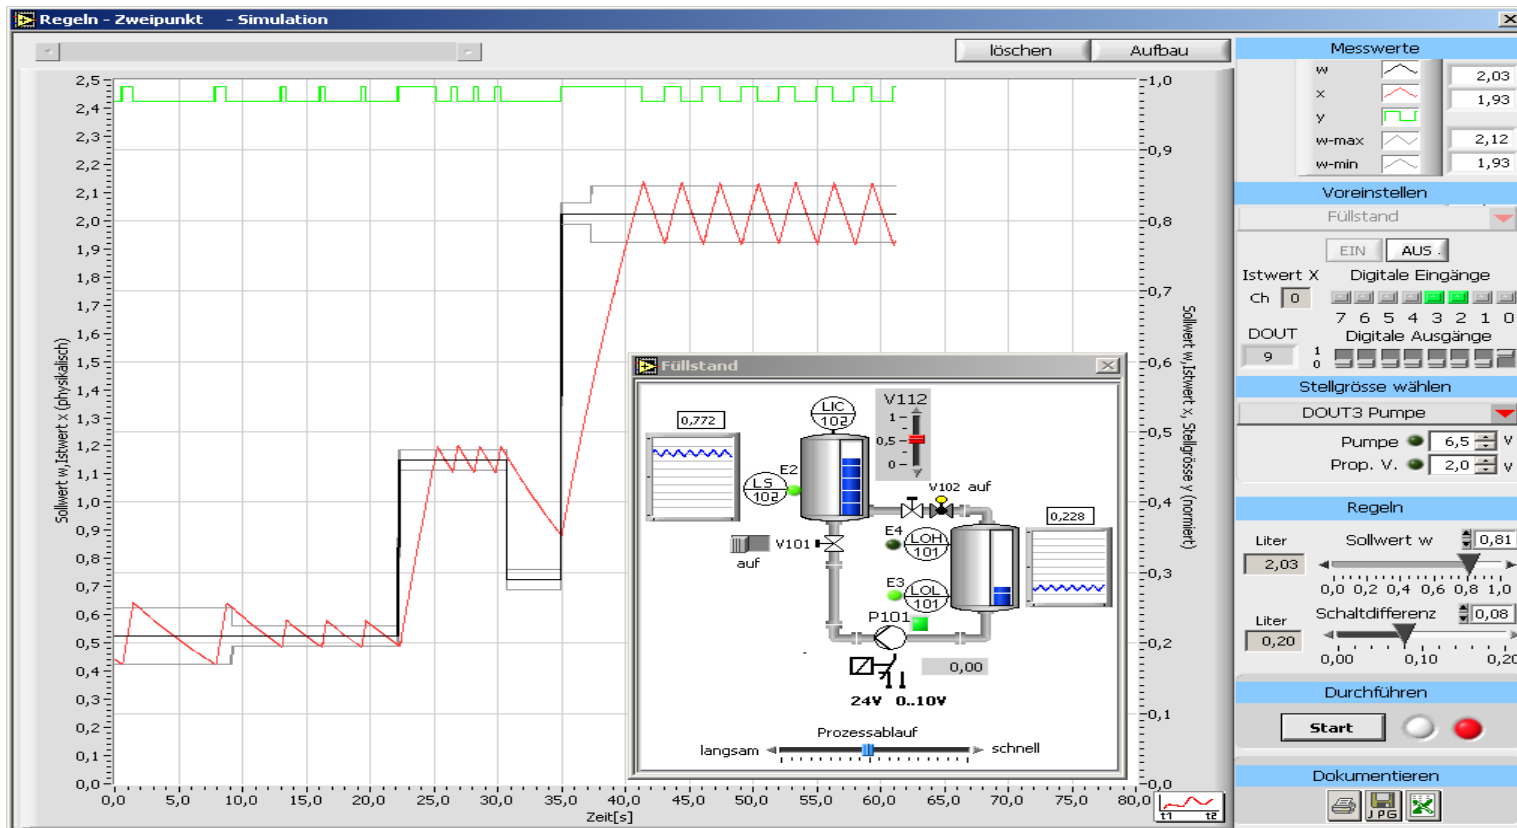 Regeln - Zweipunkt - Simulation
löschen
Aufbau
Messwerte
w 2,03
x 1,93
y
w-max 2,12
w-min 1,93
Voreinstellen
Füllstand
EIN AUS
Istwert X Digitale Eingänge
Ch 0
7 6 5 4 3 2 1 0
DOUT Digitale Ausgänge
9 1
0
Stellgrösse wählen
DOUT3 Pumpe
Pumpe 6,5 V
Prop. V. 2,0 V
Regeln
Liter Sollwert w 0,81
2,03
0,0 0,2 0,4 0,6 0,8 1,0
Liter Schaltdifferenz 0,08
0,20
0,00 0,10 0,20
Durchführen
Start
Dokumentieren
JPG
Sollwert w,Istwert x (physikalisch)
2,5
2,4
2,3
2,2
2,1
2,0
1,9
1,8
1,7
1,6
1,5
1,4
1,3
1,2
1,1
1,0
0,9
0,8
0,7
0,6
0,5
0,4
0,3
0,2
0,1
0,0
0,0 5,0 10,0 15,0 20,0 25,0 30,0 35,0 40,0 45,0 50,0 55,0 60,0 65,0 70,0 75,0 80,0
Zeit[s]
1,0
0,9
0,8
0,7
0,6
0,5
0,4
0,3
0,2
0,1
0,0
Sollwert w,Istwert x, Stellgrösse y (normiert)
t1 t2
Füllstand
0,772
LIC
102
V112
1
0,5
0
E2
LS
102
V102 auf
0,228
E4
LOH
101
V101
auf
E3
LOL
101
P101
0,00
24V 0..10V
Prozessablauf
langsam schnell